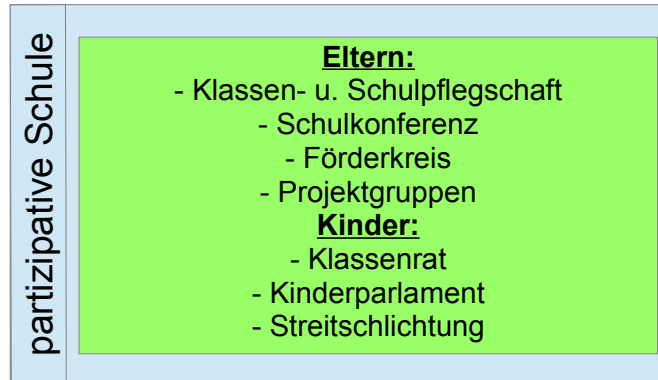 partizipative Schule
Eltern:
- Klassen- u. Schulpflegschaft
- Schulkonferenz
- Förderkreis
- Projektgruppen
Kinder:
- Klassenrat
- Kinderparlament
- Streitschlichtung